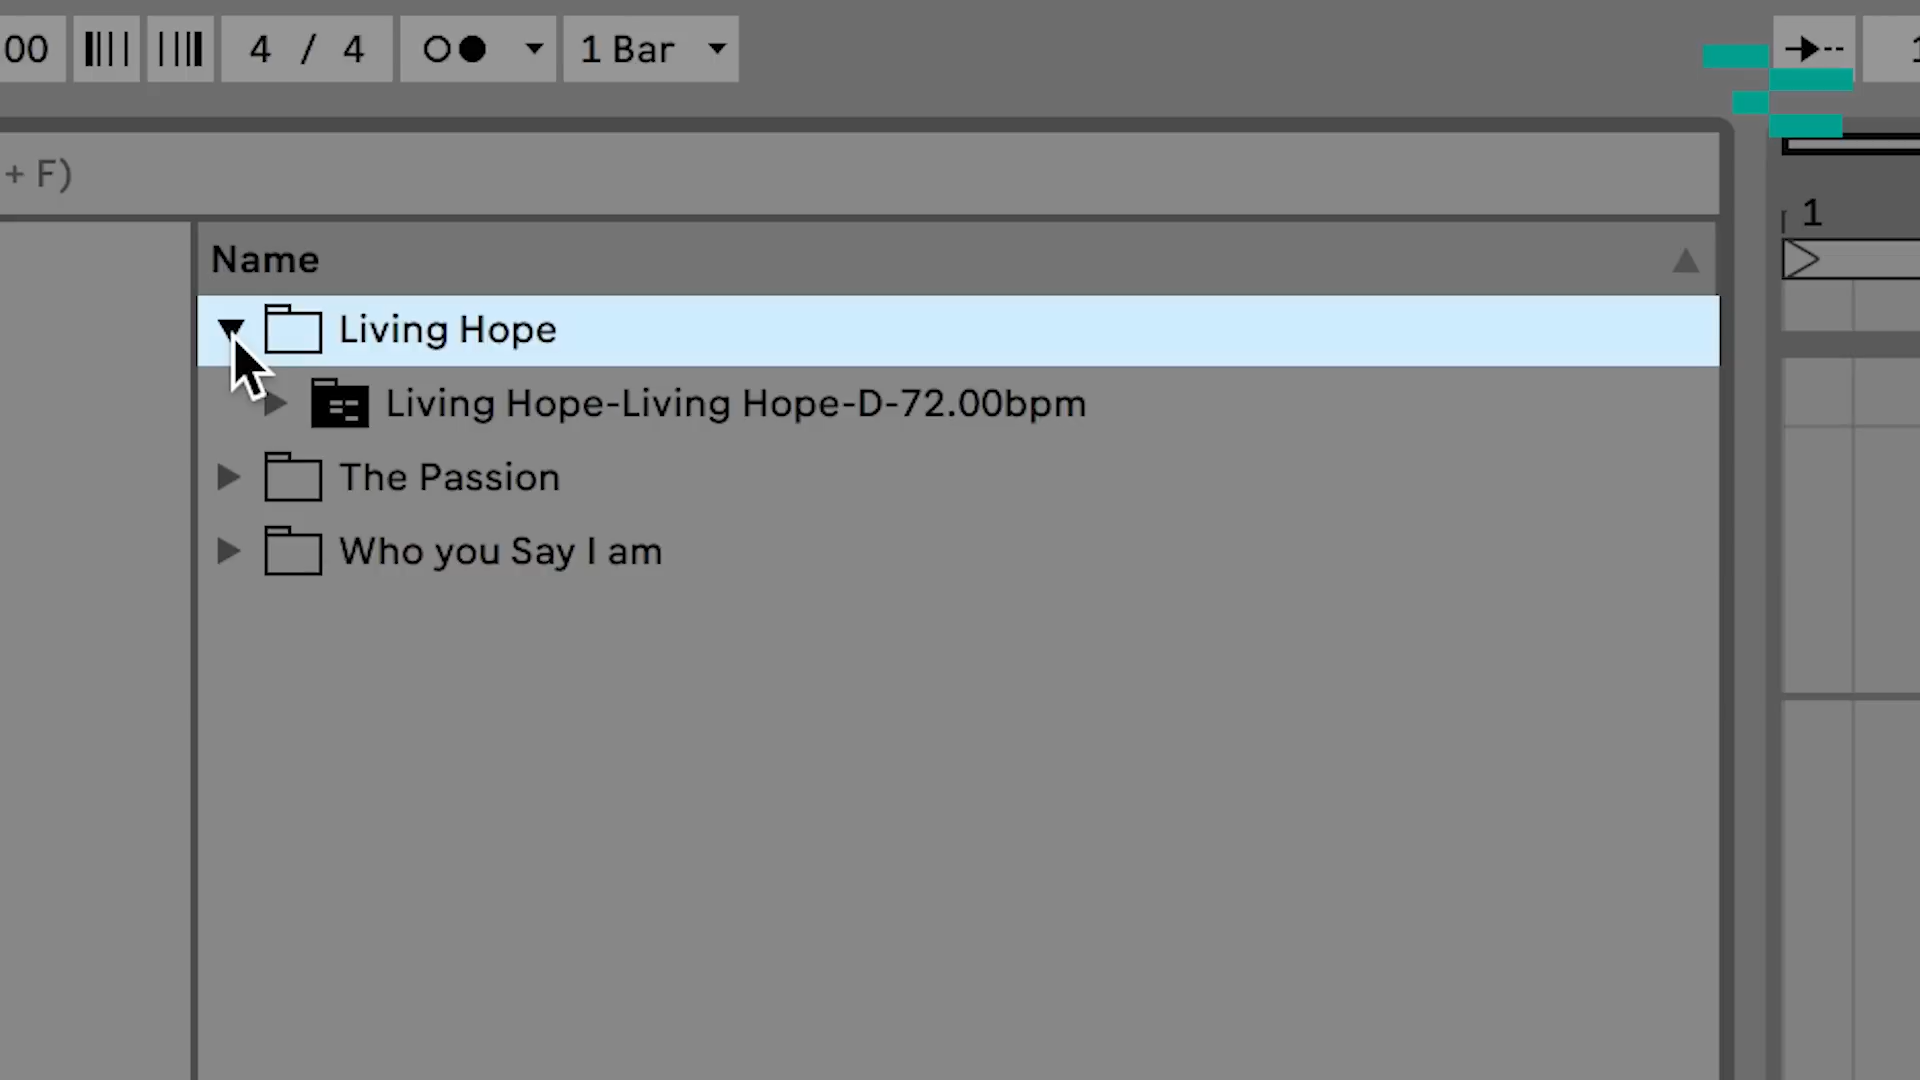 00
4 / 4
1 Bar
+ F)
1
Name
Living Hope
Living Hope-Living Hope-D-72.00bpm
The Passion
Who you Say I am